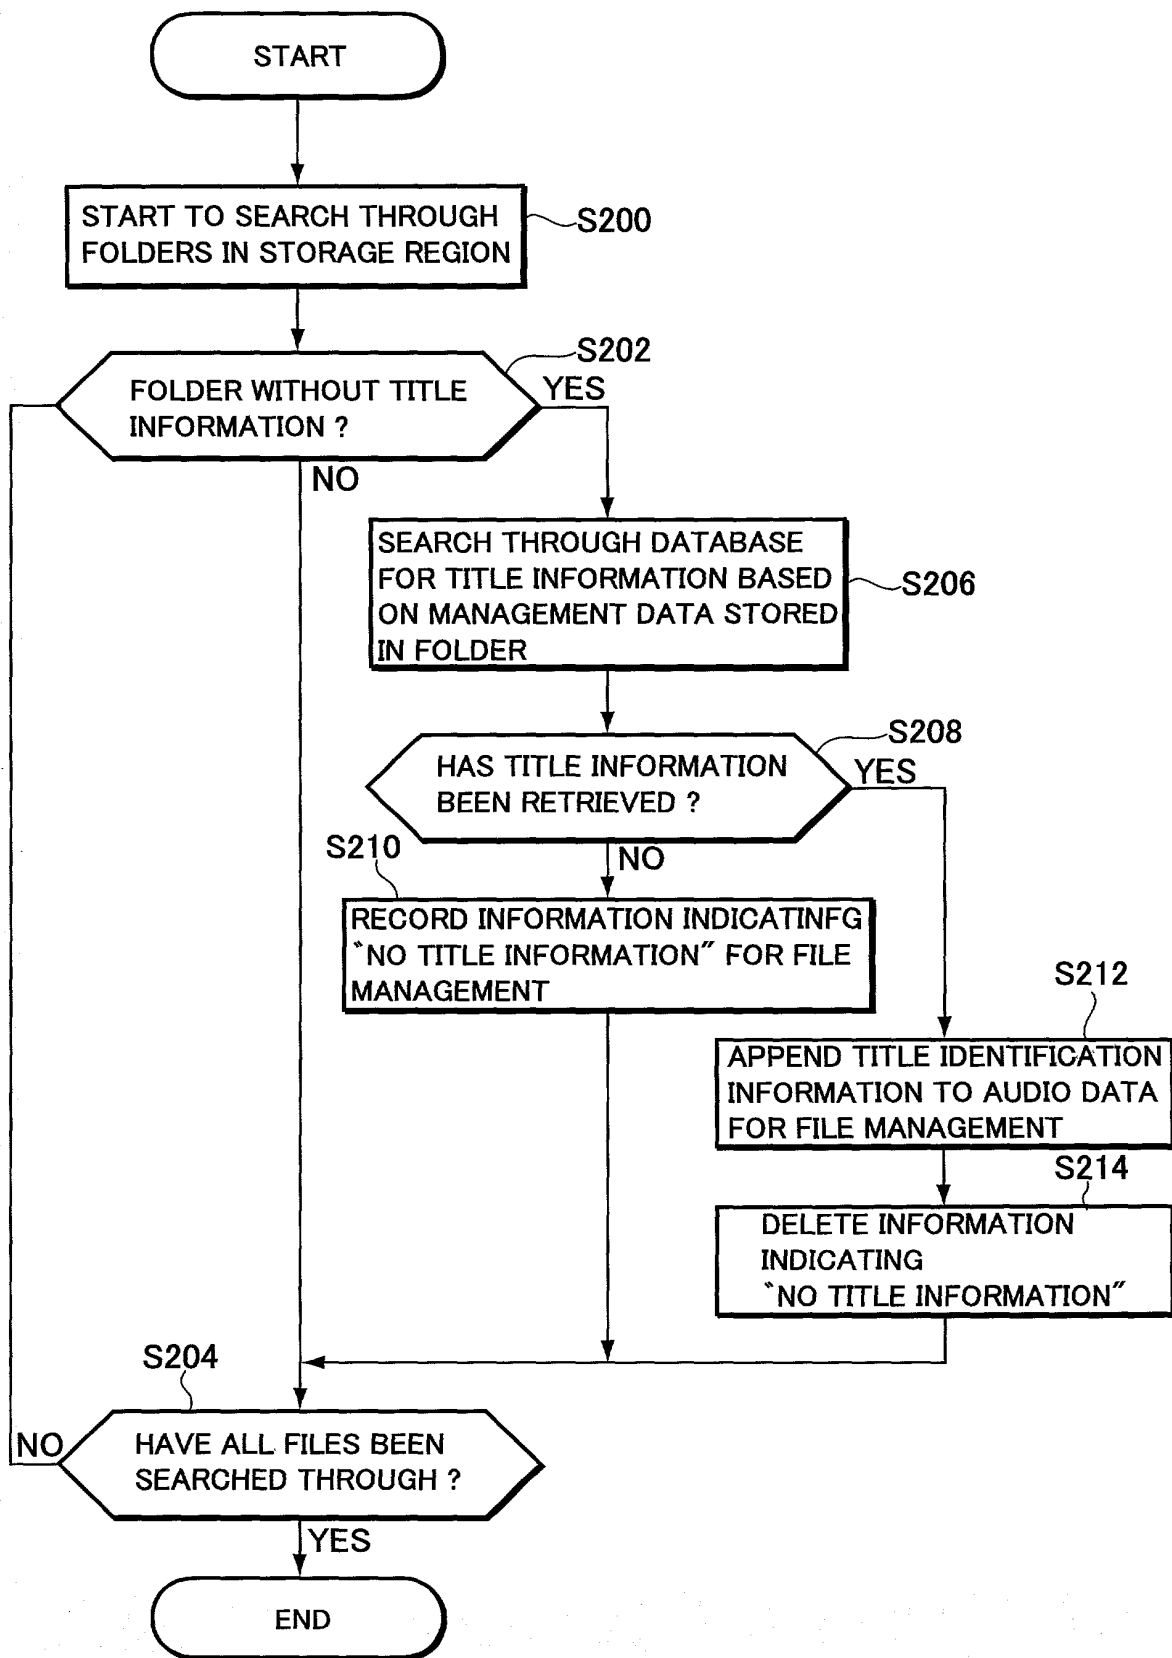 START
START TO SEARCH THROUGH
FOLDERS IN STORAGE REGION
S200
S202
FOLDER WITHOUT TITLE
INFORMATION ?
YES
NO
SEARCH THROUGH DATABASE
FOR TITLE INFORMATION BASED
ON MANAGEMENT DATA STORED
IN FOLDER
S206
S208
HAS TITLE INFORMATION
BEEN RETRIEVED ?
YES
NO
S210
RECORD INFORMATION INDICATINFG
‶NO TITLE INFORMATION″ FOR FILE
MANAGEMENT
S212
APPEND TITLE IDENTIFICATION
INFORMATION TO AUDIO DATA
FOR FILE MANAGEMENT
S214
DELETE INFORMATION
INDICATING
‶NO TITLE INFORMATION″
S204
HAVE ALL FILES BEEN
SEARCHED THROUGH ?
NO
YES
END